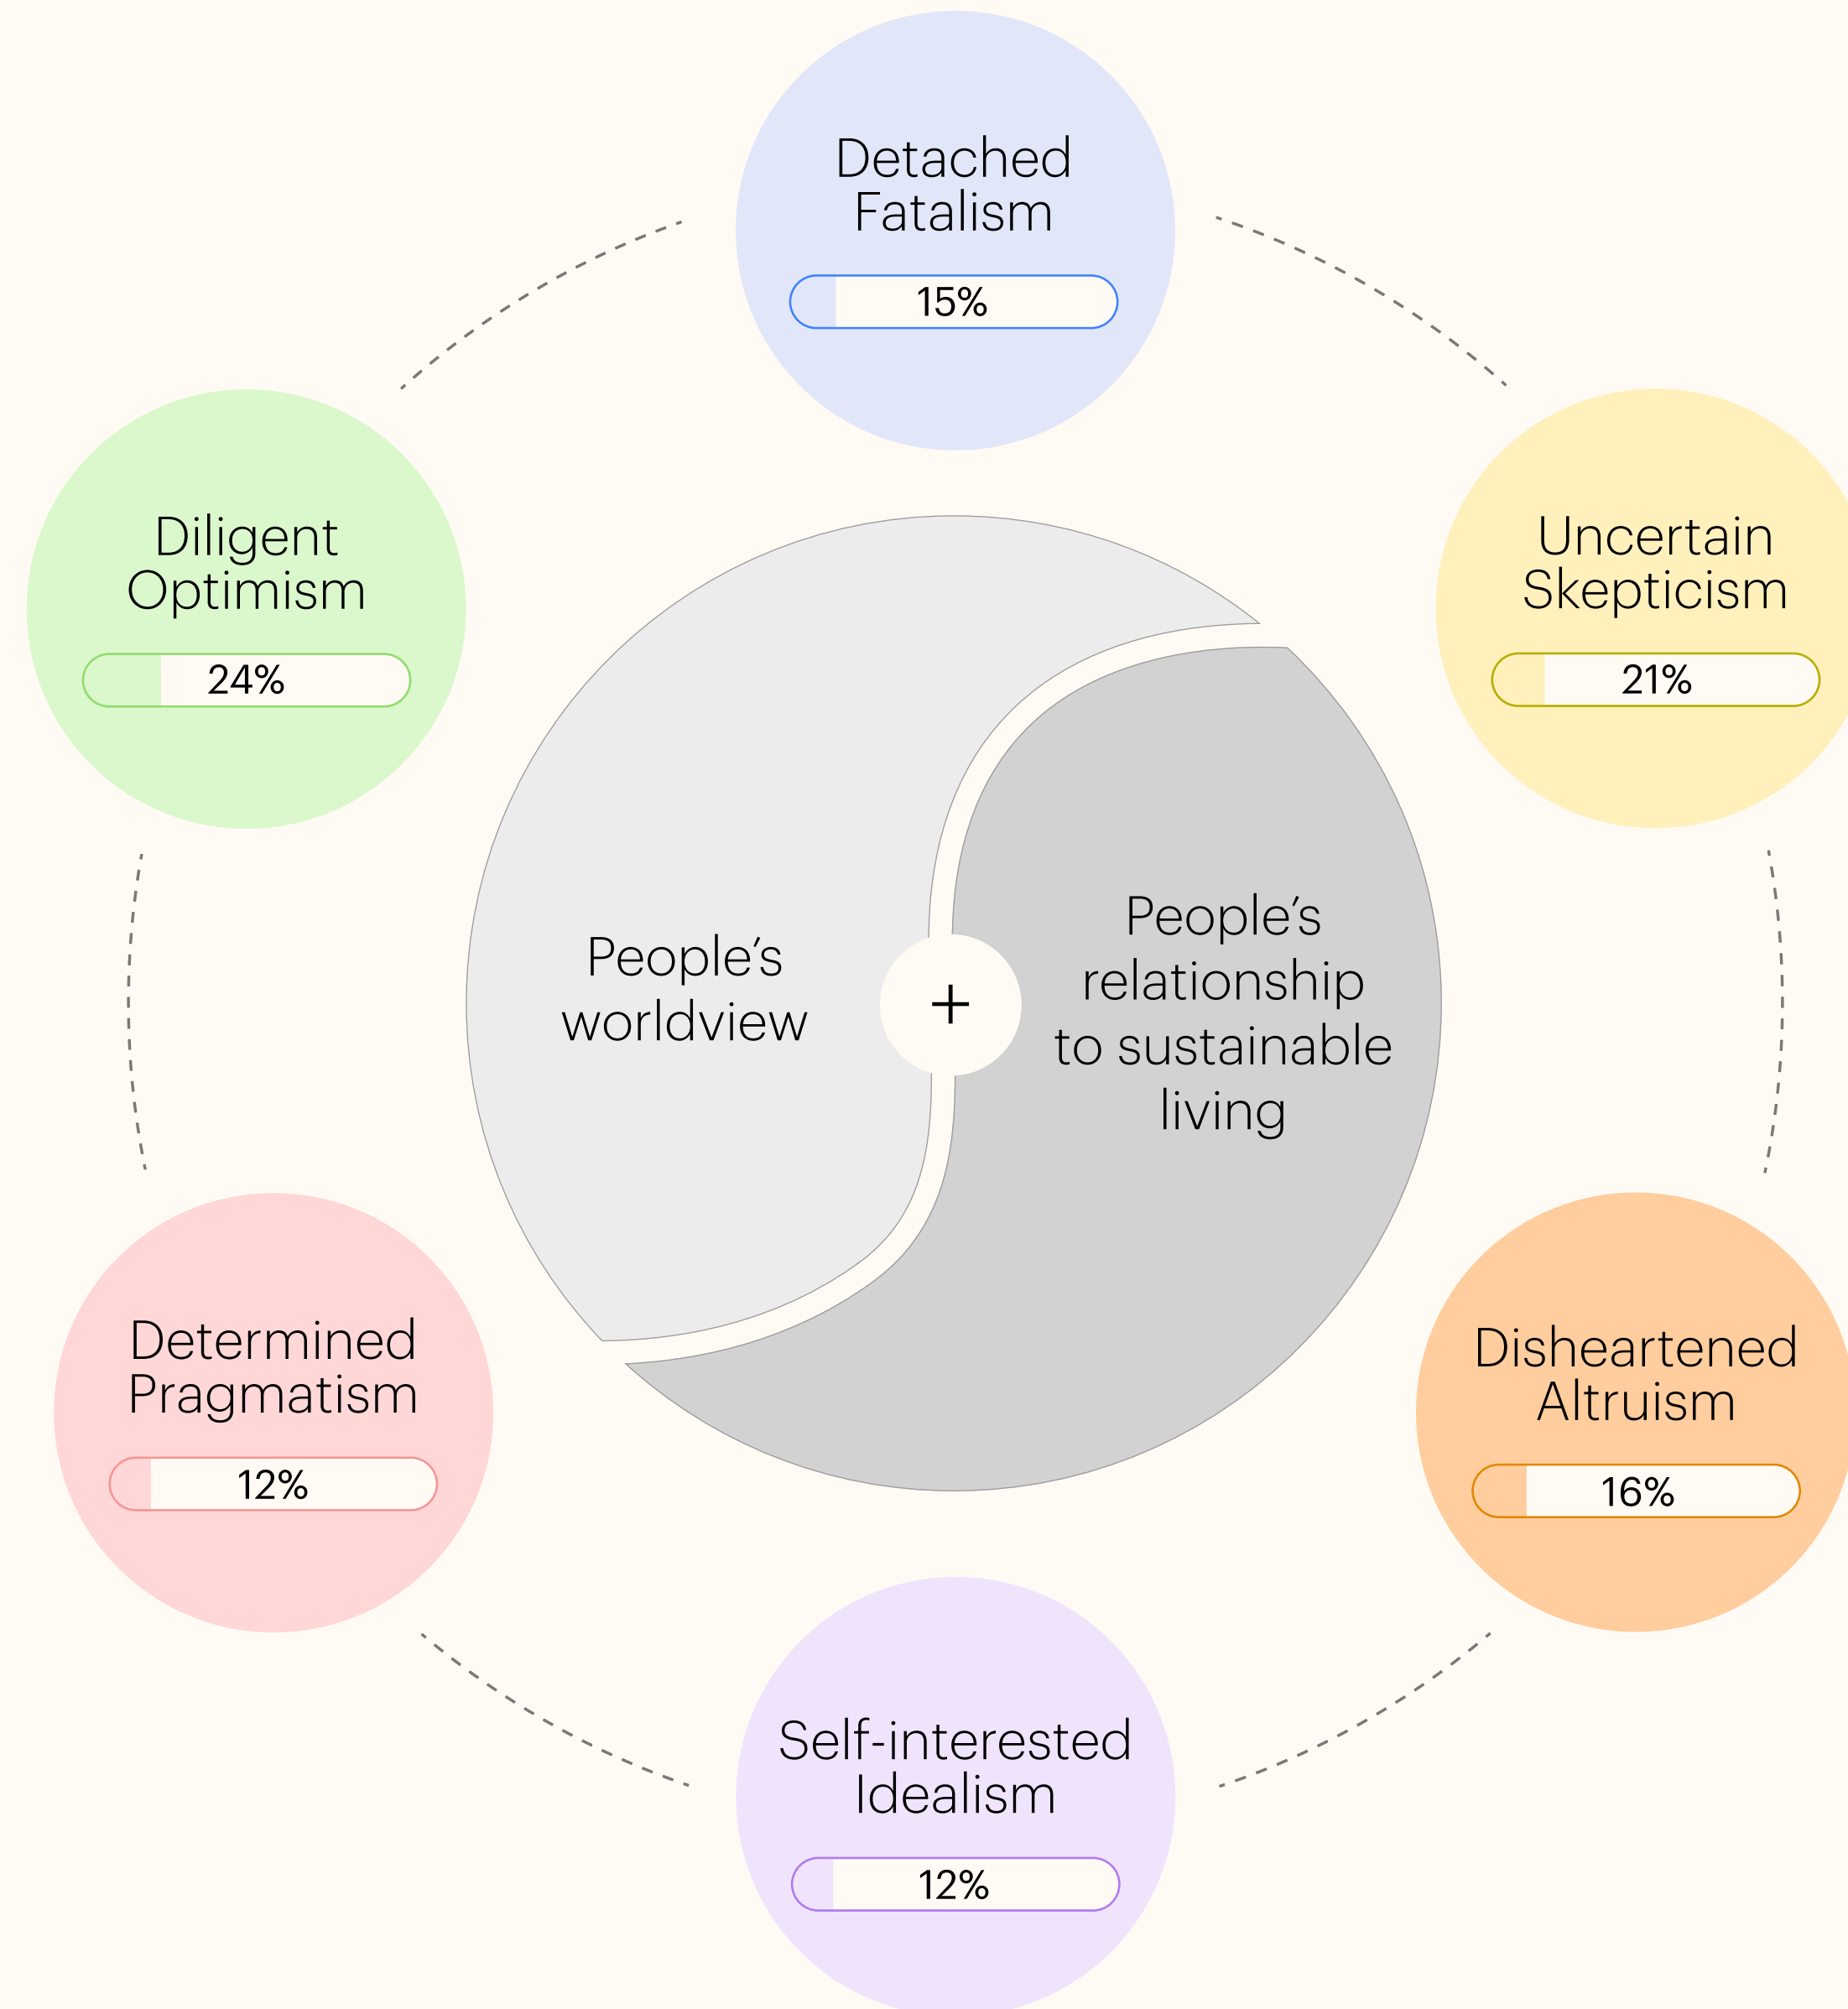 Detached
Fatalism
15%
Diligent
Optimism
24%
Uncertain
Skepticism
21%
People’s
worldview
+
People’s
relationship
to sustainable
living
Determined
Pragmatism
12%
Disheartened
Altruism
16%
Self-interested
Idealism
12%